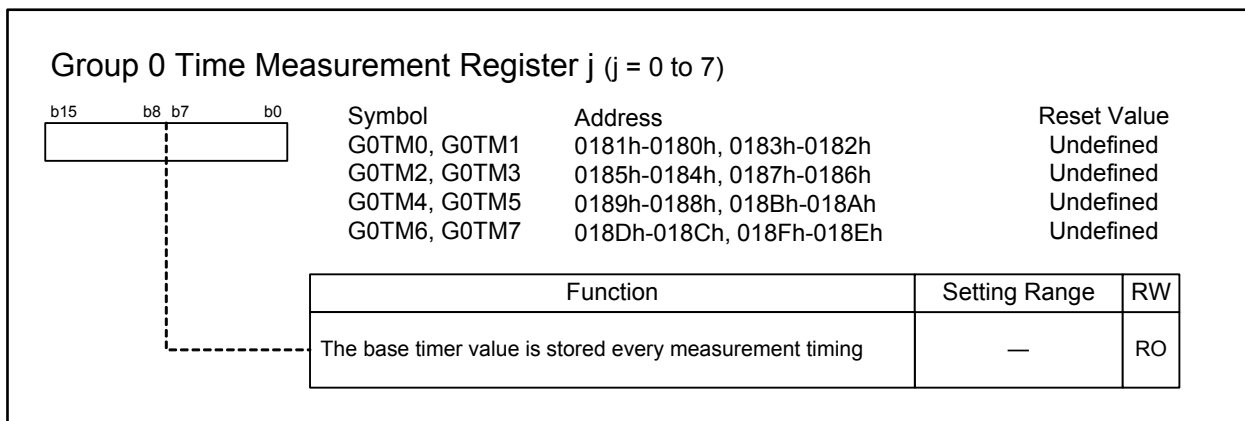 Group 0 Time Measurement Register j (j = 0 to 7)
b15 b8 b7 b0
Symbol Address Reset Value
G0TM0, G0TM1 0181h-0180h, 0183h-0182h Undefined
G0TM2, G0TM3 0185h-0184h, 0187h-0186h Undefined
G0TM4, G0TM5 0189h-0188h, 018Bh-018Ah Undefined
G0TM6, G0TM7 018Dh-018Ch, 018Fh-018Eh Undefined
Function Setting Range RW
The base timer value is stored every measurement timing — RO